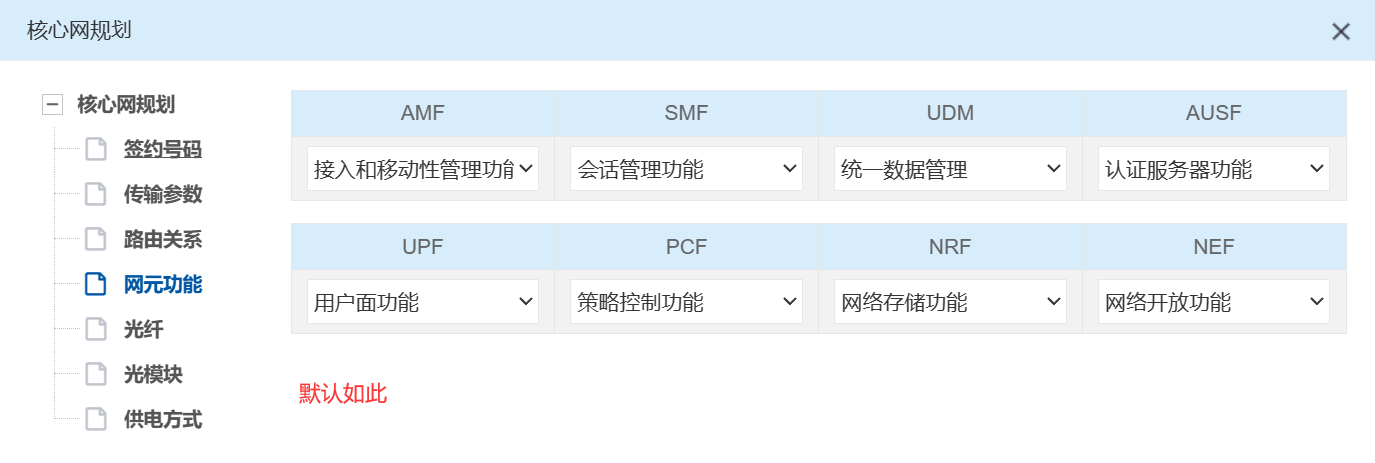 核心网规划
核心网规划
签约号码
传输参数
路由关系
网元功能
光纤
光模块
供电方式
AMF SMF UDM AUSF
接入和移动性管理功能 会话管理功能 统一数据管理 认证服务器功能
UPF PCF NRF NEF
用户面功能 策略控制功能 网络存储功能 网络开放功能
默认如此